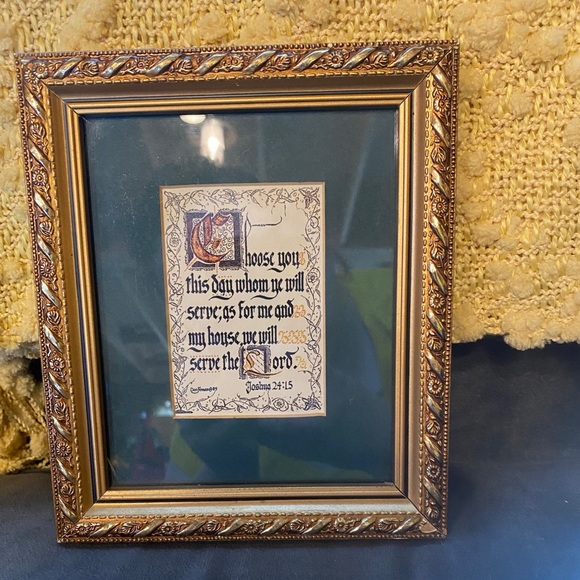 Choose you
this day whom ye will
serve; as for me and
my house, we will
serve the Lord.
Joshua 24:15